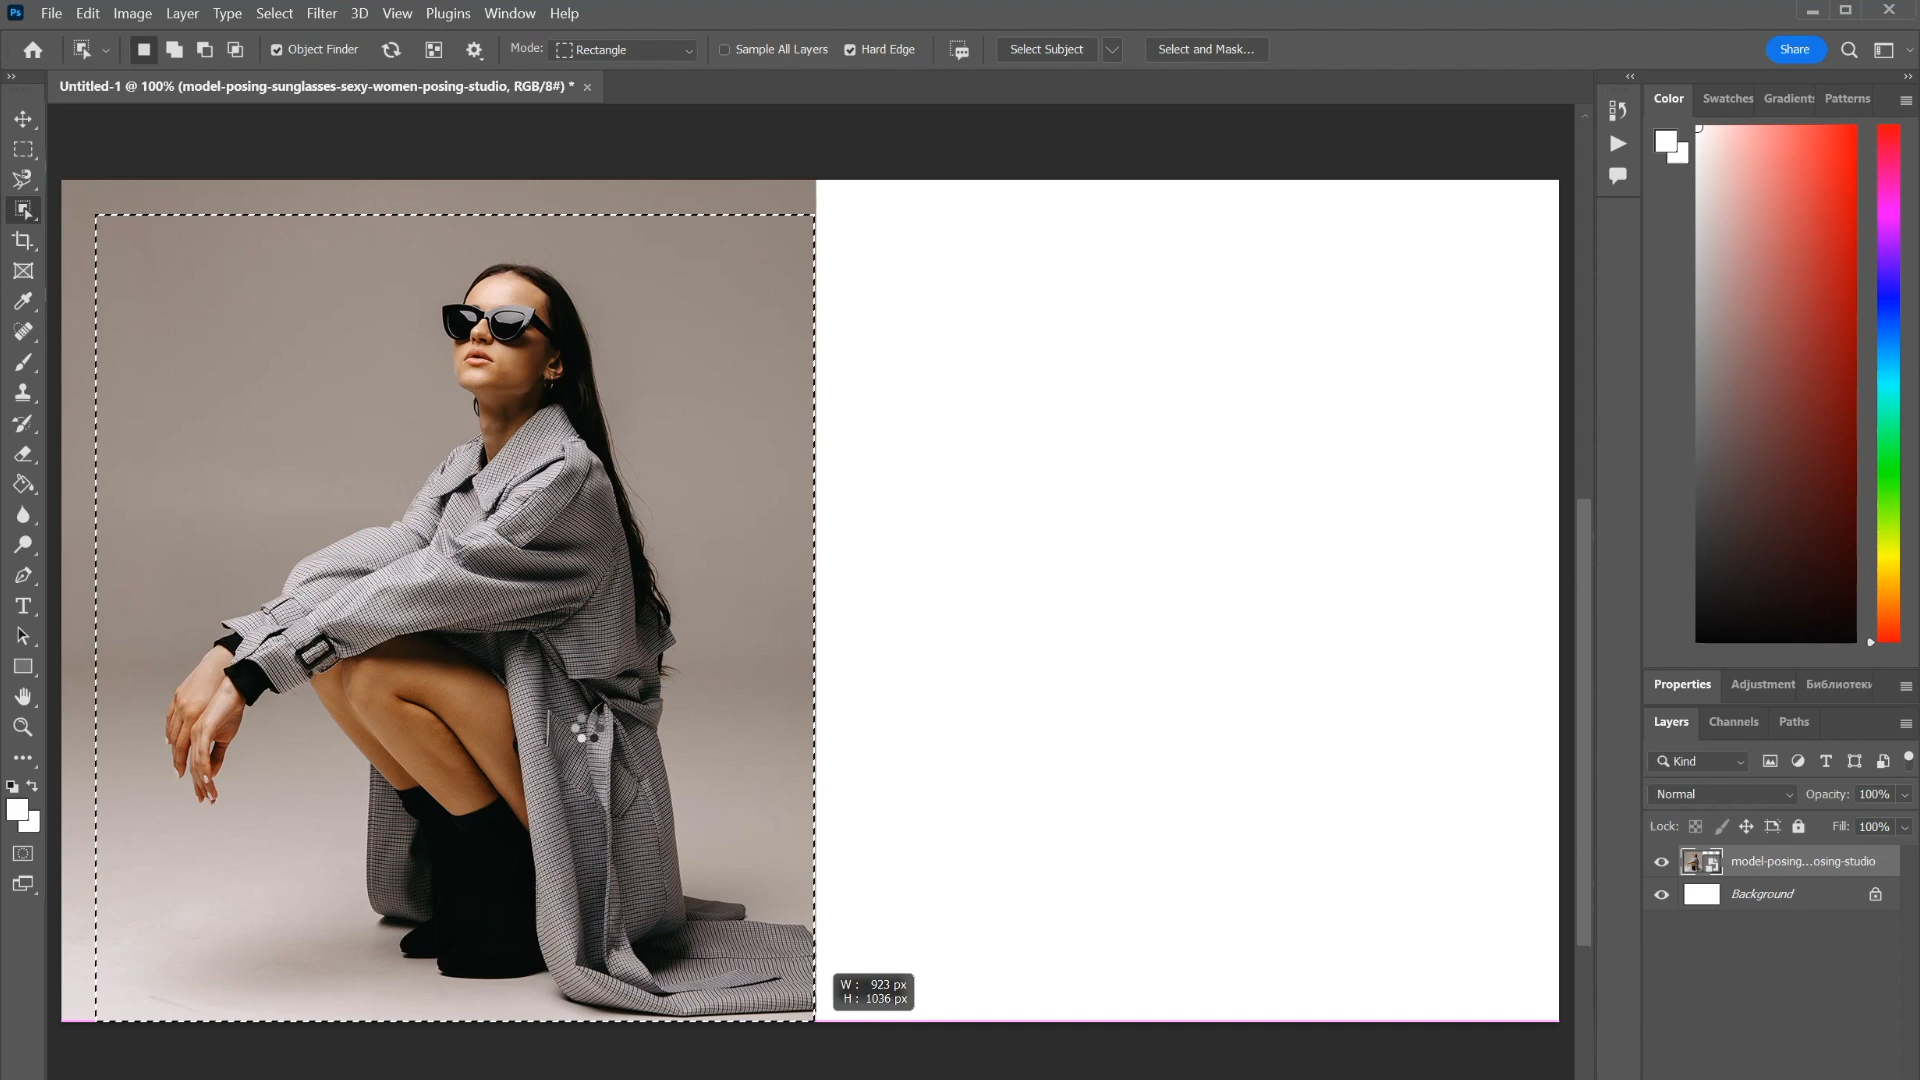 Ps File Edit Image Layer Type Select Filter 3D View Plugins Window Help
Object Finder Mode: Rectangle Sample All Layers Hard Edge Select Subject Select and Mask... Share
Untitled-1 @ 100% (model-posing-sunglasses-sexy-women-posing-studio, RGB/8#) *
Color Swatches Gradients Patterns
W: 923 px
H: 1036 px
Properties Adjustment Библиотеки
Layers Channels Paths
Kind
Normal Opacity: 100%
Lock: Fill: 100%
model-posing...osing-studio
Background